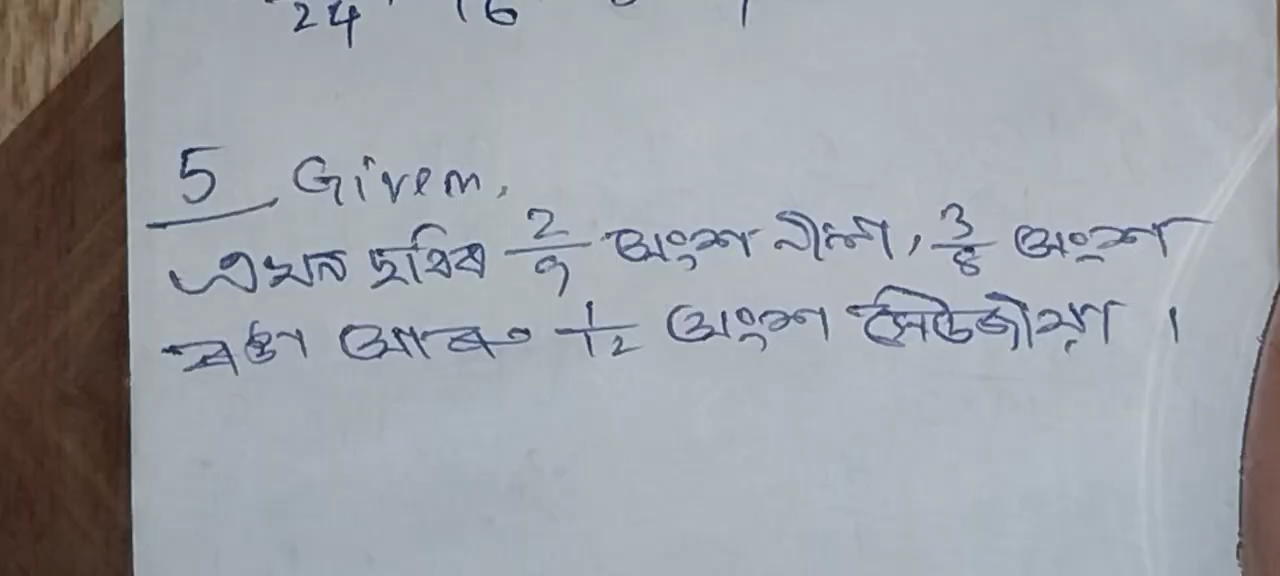 24 16
5 Given,
এখন ছবিৰ 2/9 অংশ নীলা, 3/8 অংশ
ৰঙা আৰু 1/12 অংশ সেউজীয়া ।